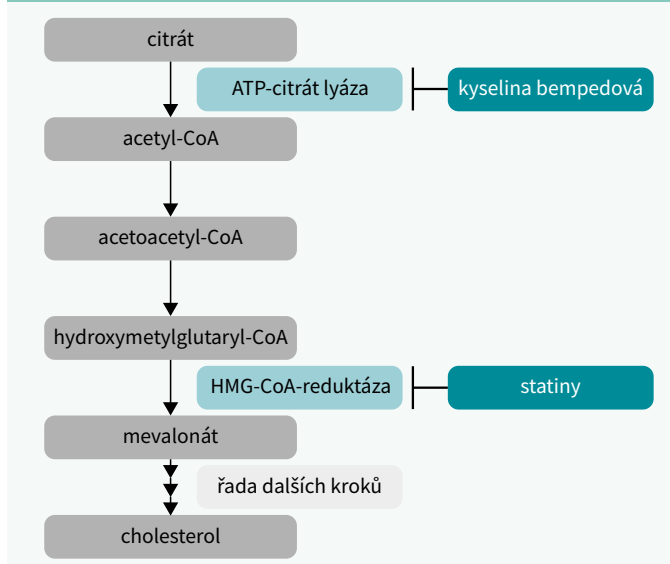 citrát
ATP-citrát lyáza
kyselina bempedová
acetyl-CoA
acetoacetyl-CoA
hydroxymetylglutaryl-CoA
HMG-CoA-reduktáza
statiny
mevalonát
řada dalších kroků
cholesterol